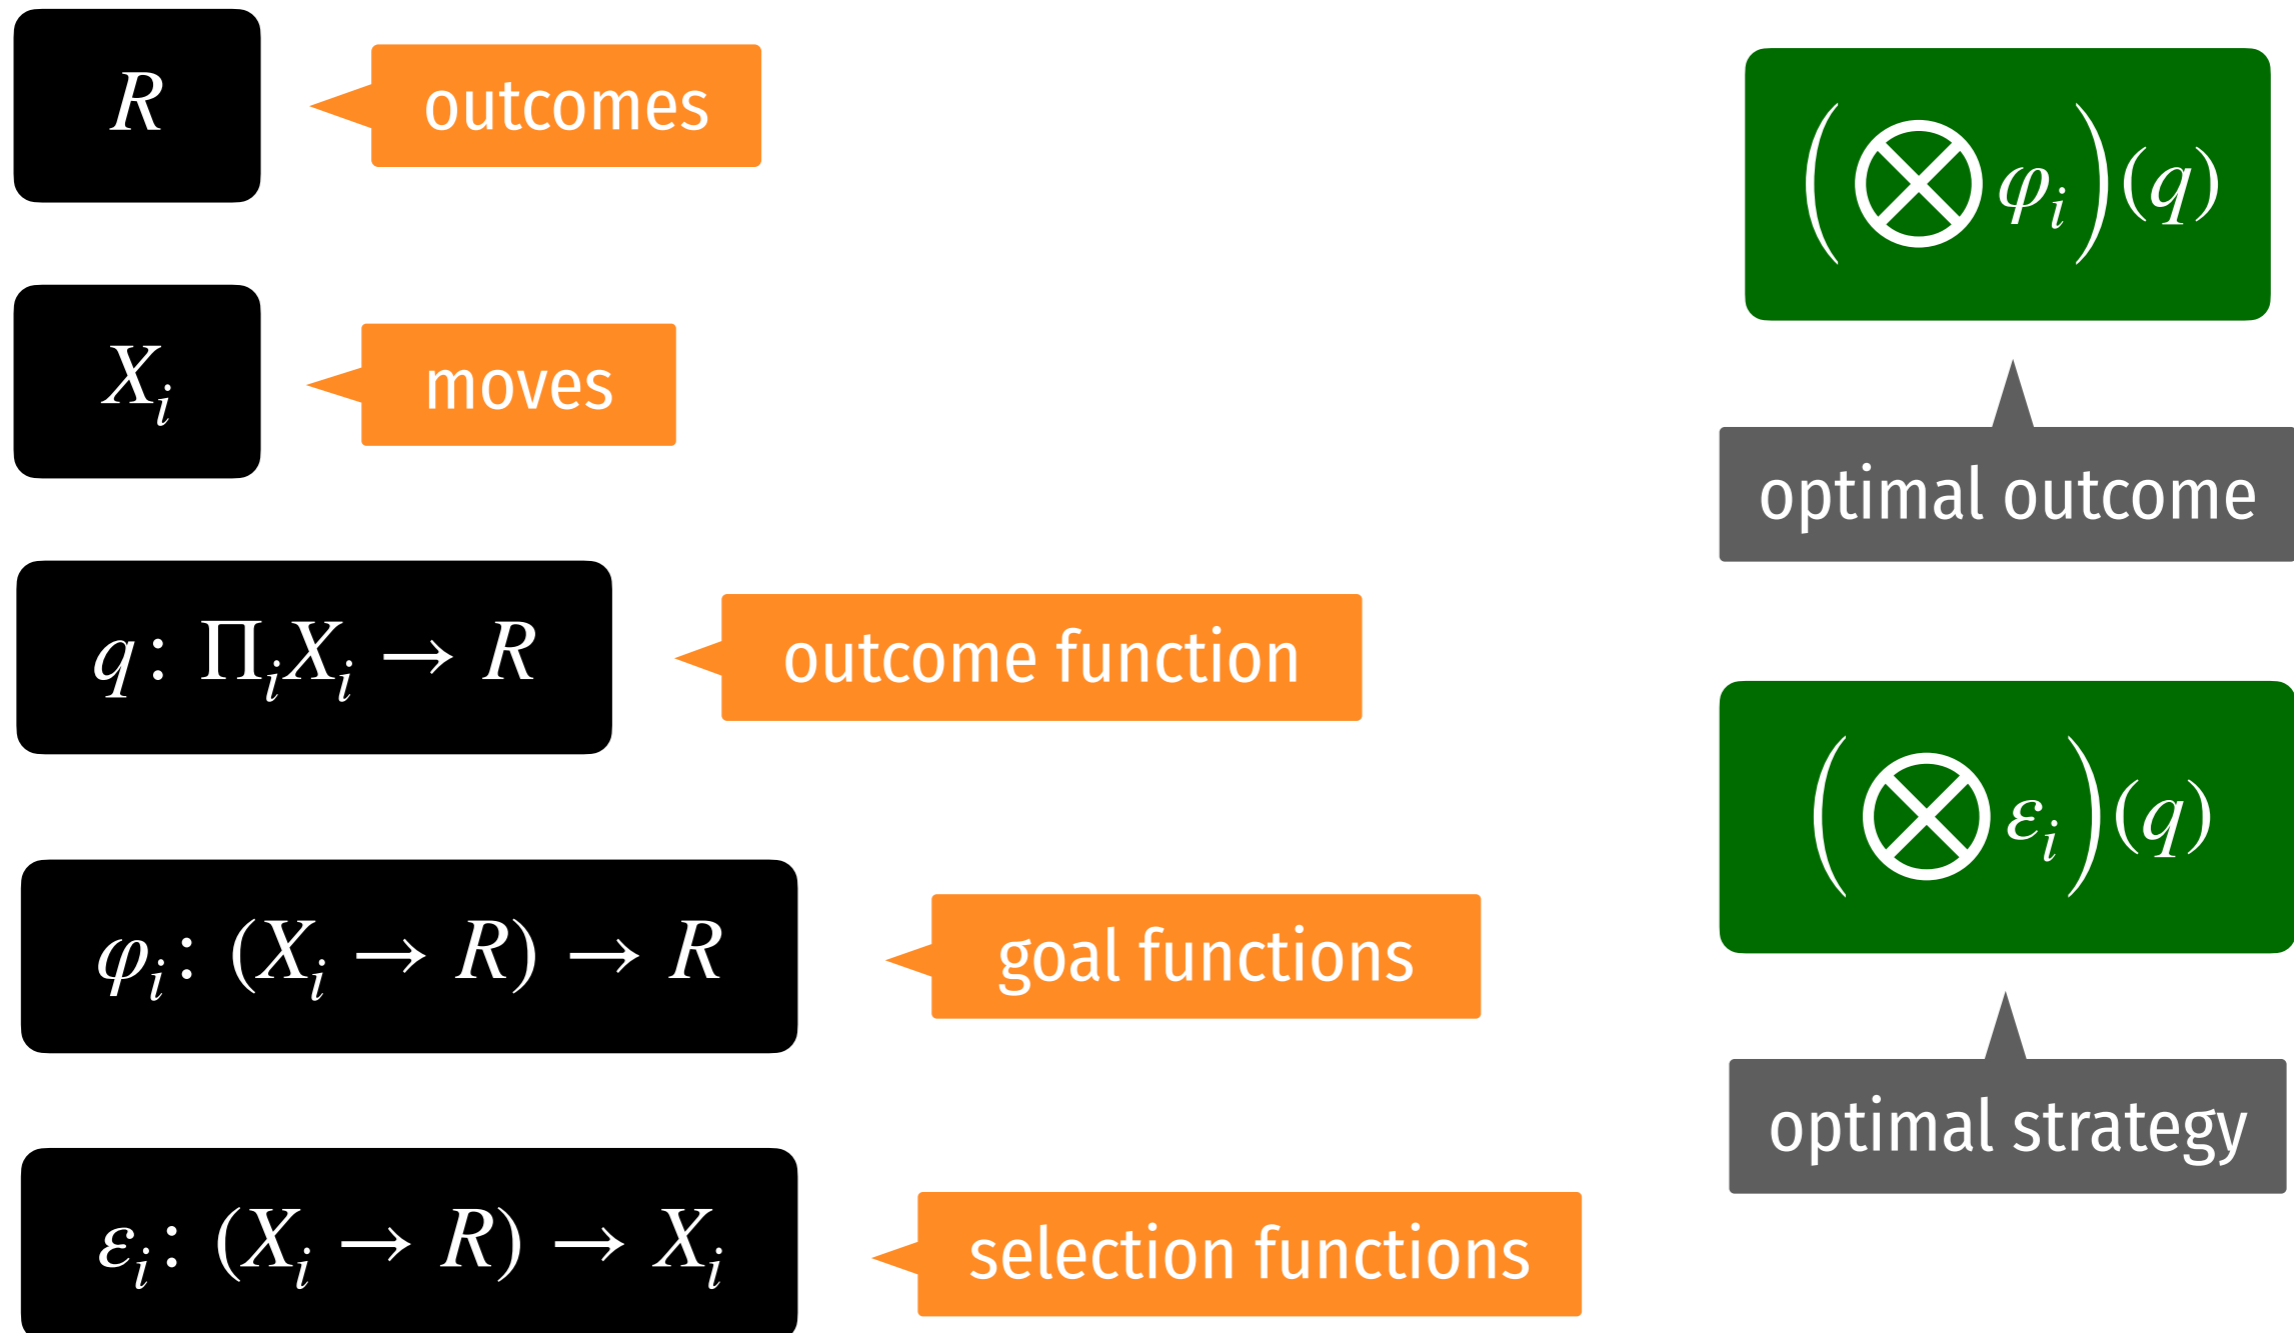 R
outcomes
X_i
moves
q : Π_i X_i → R
outcome function
φ_i : (X_i → R) → R
goal functions
ε_i : (X_i → R) → X_i
selection functions
(⨂ φ_i)(q)
optimal outcome
(⨂ ε_i)(q)
optimal strategy